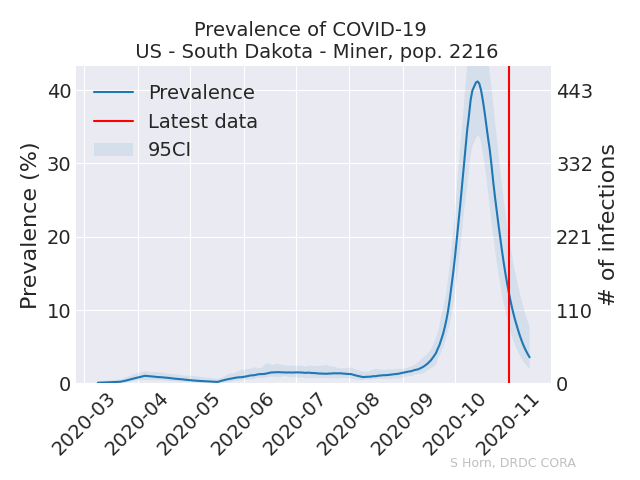 Prevalence of COVID-19
US - South Dakota - Miner, pop. 2216
Prevalence
Latest data
95CI
Prevalence (%)
40
30
20
10
0
443
332
221
110
0
# of infections
2020-03
2020-04
2020-05
2020-06
2020-07
2020-08
2020-09
2020-10
2020-11
S Horn, DRDC CORA